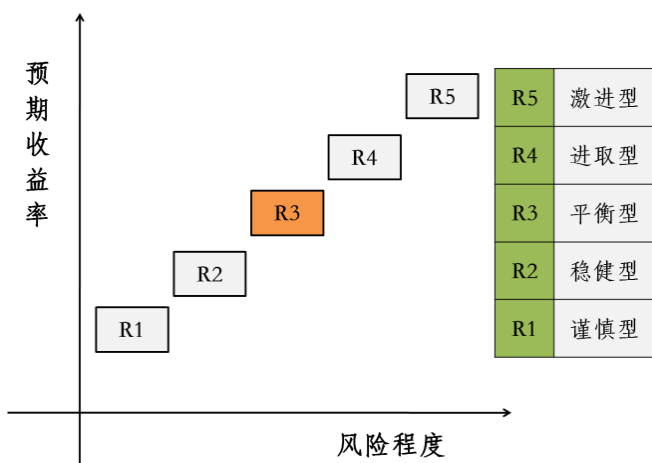 预期收益率
R5
R4
R3
R2
R1
风险程度
R5 激进型
R4 进取型
R3 平衡型
R2 稳健型
R1 谨慎型